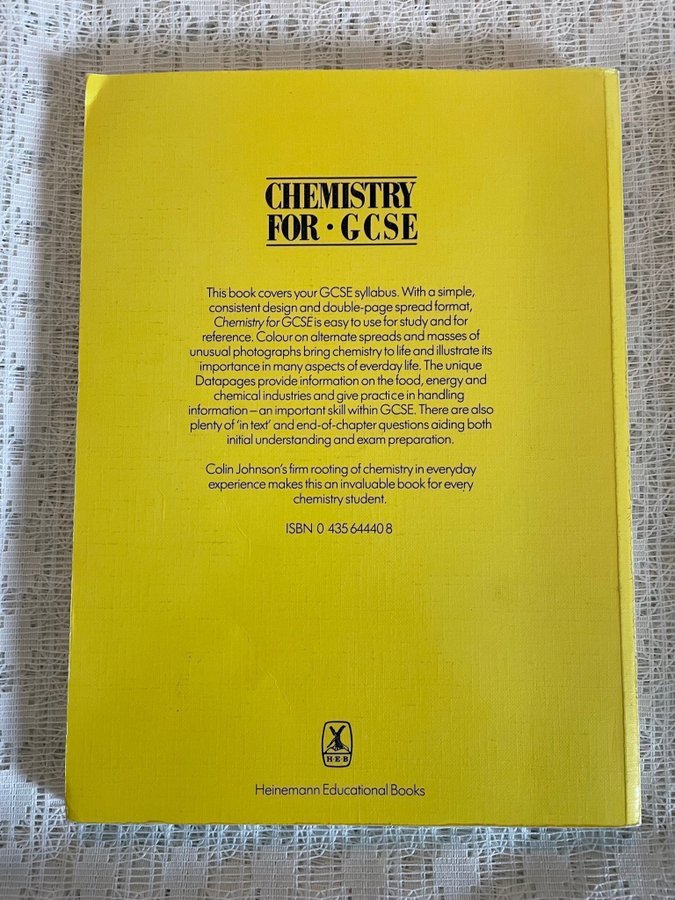 CHEMISTRY
FOR · GCSE
This book covers your GCSE syllabus. With a simple,
consistent design and double-page spread format,
Chemistry for GCSE is easy to use for study and for
reference. Colour on alternate spreads and masses of
unusual photographs bring chemistry to life and illustrate its
importance in many aspects of everday life. The unique
Datapages provide information on the food, energy and
chemical industries and give practice in handling
information—an important skill within GCSE. There are also
plenty of 'in text' and end-of-chapter questions aiding both
initial understanding and exam preparation.
Colin Johnson's firm rooting of chemistry in everyday
experience makes this an invaluable book for every
chemistry student.
ISBN 0 435 64440 8
H·E·B
Heinemann Educational Books